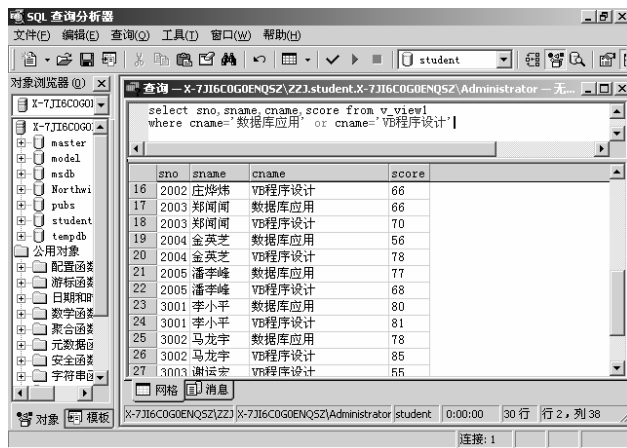 SQL 查询分析器
文件(F) 编辑(E) 查询(Q) 工具(T) 窗口(W) 帮助(H)
student
对象浏览器(O)
X-7JI6C0G0
X-7JI6C0G0
master
model
msdb
Northwi
pubs
student
tempdb
公用对象
配置函数
游标函数
日期和时
数学函数
聚合函数
元数据函
安全函数
字符串函
对象 模板
查询 — X-7JI6C0G0ENQSZ\ZZJ.student.X-7JI6C0G0ENQSZ\Administrator — 无...
select sno,sname,cname,score from v_view1
where cname='数据库应用' or cname='VB程序设计'
sno sname cname score
16 2002 庄烨炜 VB程序设计 66
17 2003 郑闻闻 数据库应用 66
18 2003 郑闻闻 VB程序设计 70
19 2004 金英芝 数据库应用 56
20 2004 金英芝 VB程序设计 78
21 2005 潘李峰 数据库应用 77
22 2005 潘李峰 VB程序设计 68
23 3001 李小平 数据库应用 80
24 3001 李小平 VB程序设计 81
25 3002 马龙宇 数据库应用 78
26 3002 马龙宇 VB程序设计 85
27 3003 谢运宏 VB程序设计 55
网格 消息
X-7JI6C0G0ENQSZ\ZZJ X-7JI6C0G0ENQSZ\Administrator student 0:00:00 30 行 行 2, 列 38
连接: 1